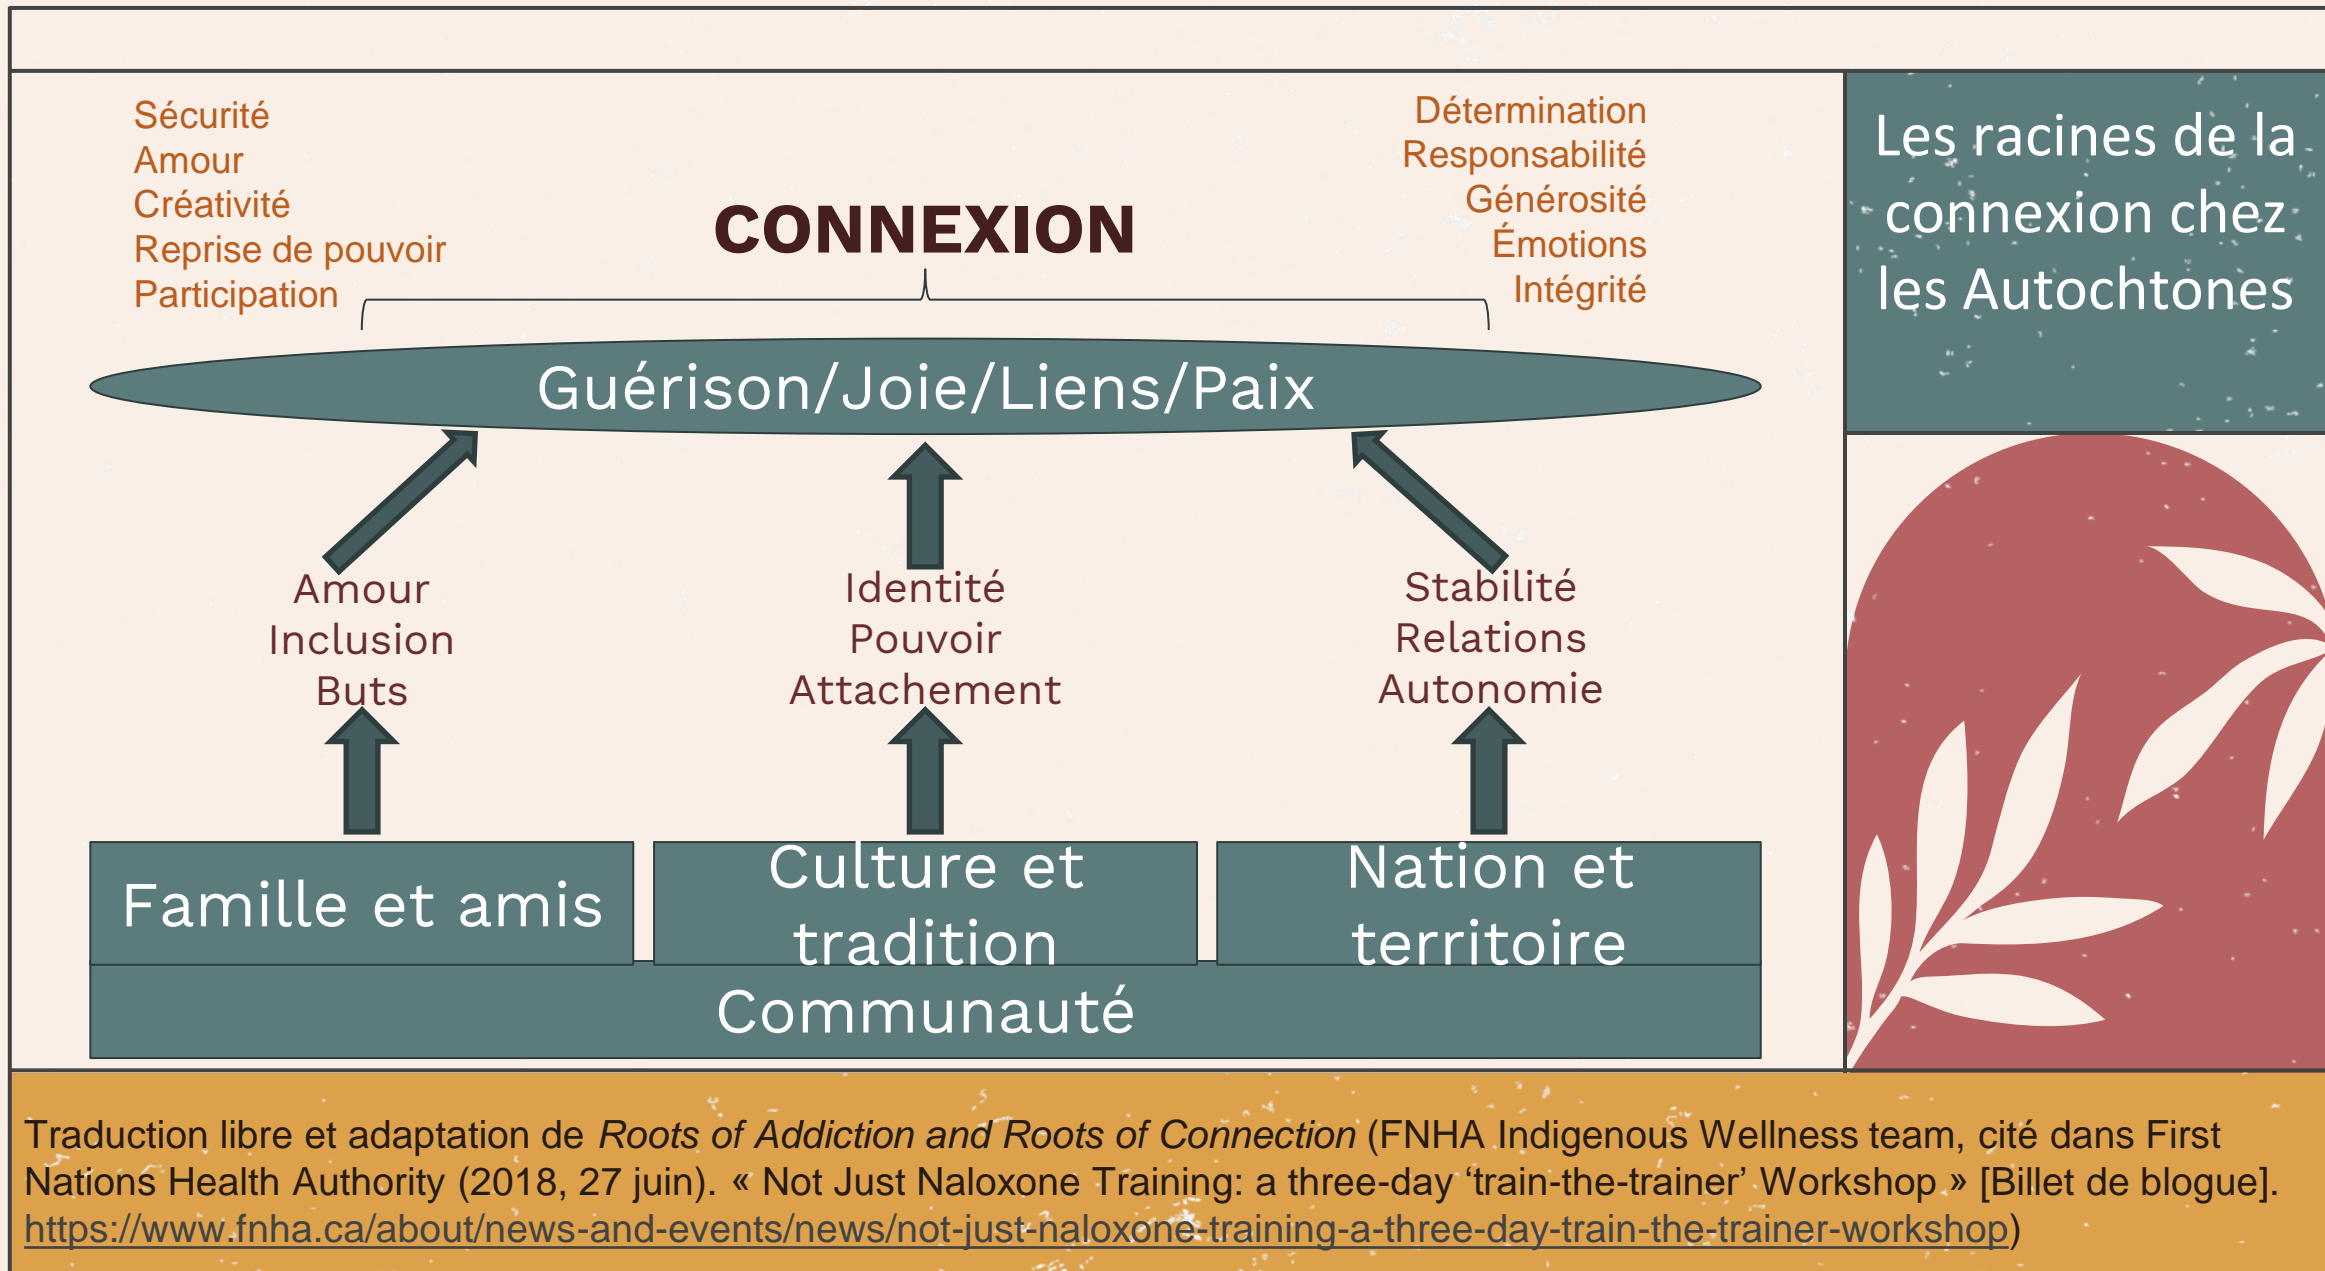 Sécurité
Amour
Créativité
Reprise de pouvoir
Participation
Détermination
Responsabilité
Générosité
Émotions
Intégrité
CONNEXION
Guérison/Joie/Liens/Paix
Amour
Inclusion
Buts
Identité
Pouvoir
Attachement
Stabilité
Relations
Autonomie
Famille et amis
Culture et
tradition
Nation et
territoire
Communauté
Les racines de la
connexion chez
les Autochtones
Traduction libre et adaptation de Roots of Addiction and Roots of Connection (FNHA Indigenous Wellness team, cité dans First
Nations Health Authority (2018, 27 juin). « Not Just Naloxone Training: a three-day ‘train-the-trainer’ Workshop » [Billet de blogue].
https://www.fnha.ca/about/news-and-events/news/not-just-naloxone-training-a-three-day-train-the-trainer-workshop)